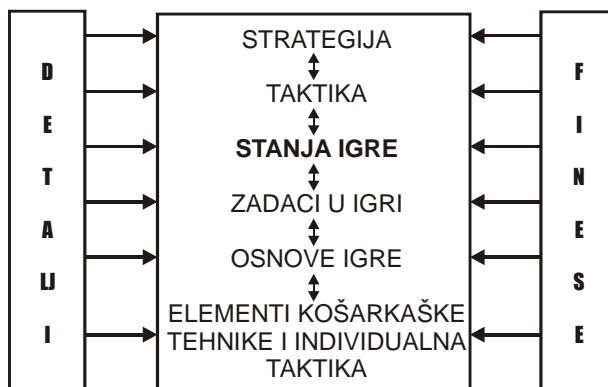 D
E
T
A
LJ
I
STRATEGIJA
TAKTIKA
STANJA IGRE
ZADACI U IGRI
OSNOVE IGRE
ELEMENTI KOŠARKAŠKE
TEHNIKE I INDIVIDUALNA
TAKTIKA
F
I
N
E
S
E